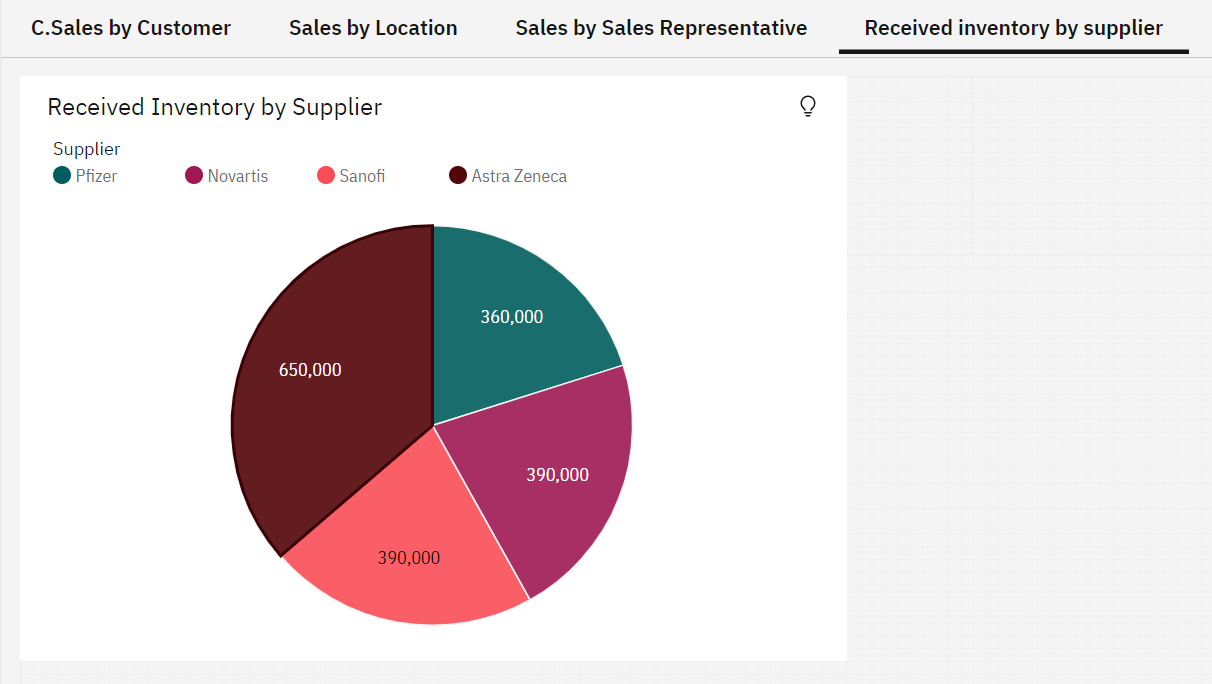 C.Sales by Customer Sales by Location Sales by Sales Representative Received inventory by supplier
Received Inventory by Supplier
Supplier
Pfizer Novartis Sanofi Astra Zeneca
360,000
650,000
390,000
390,000